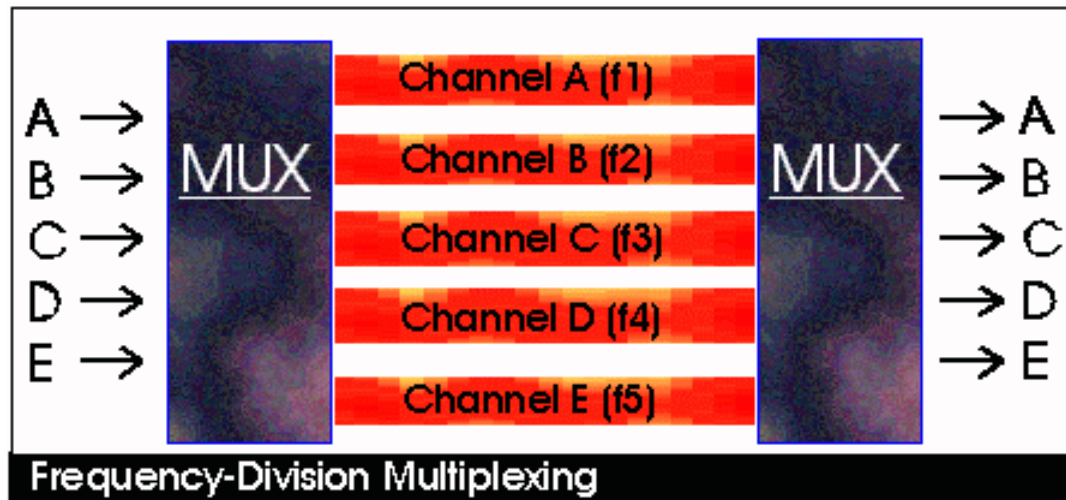 A
B
C
D
E
MUX
Channel A (f1)
Channel B (f2)
Channel C (f3)
Channel D (f4)
Channel E (f5)
MUX
A
B
C
D
E
Frequency-Division Multiplexing